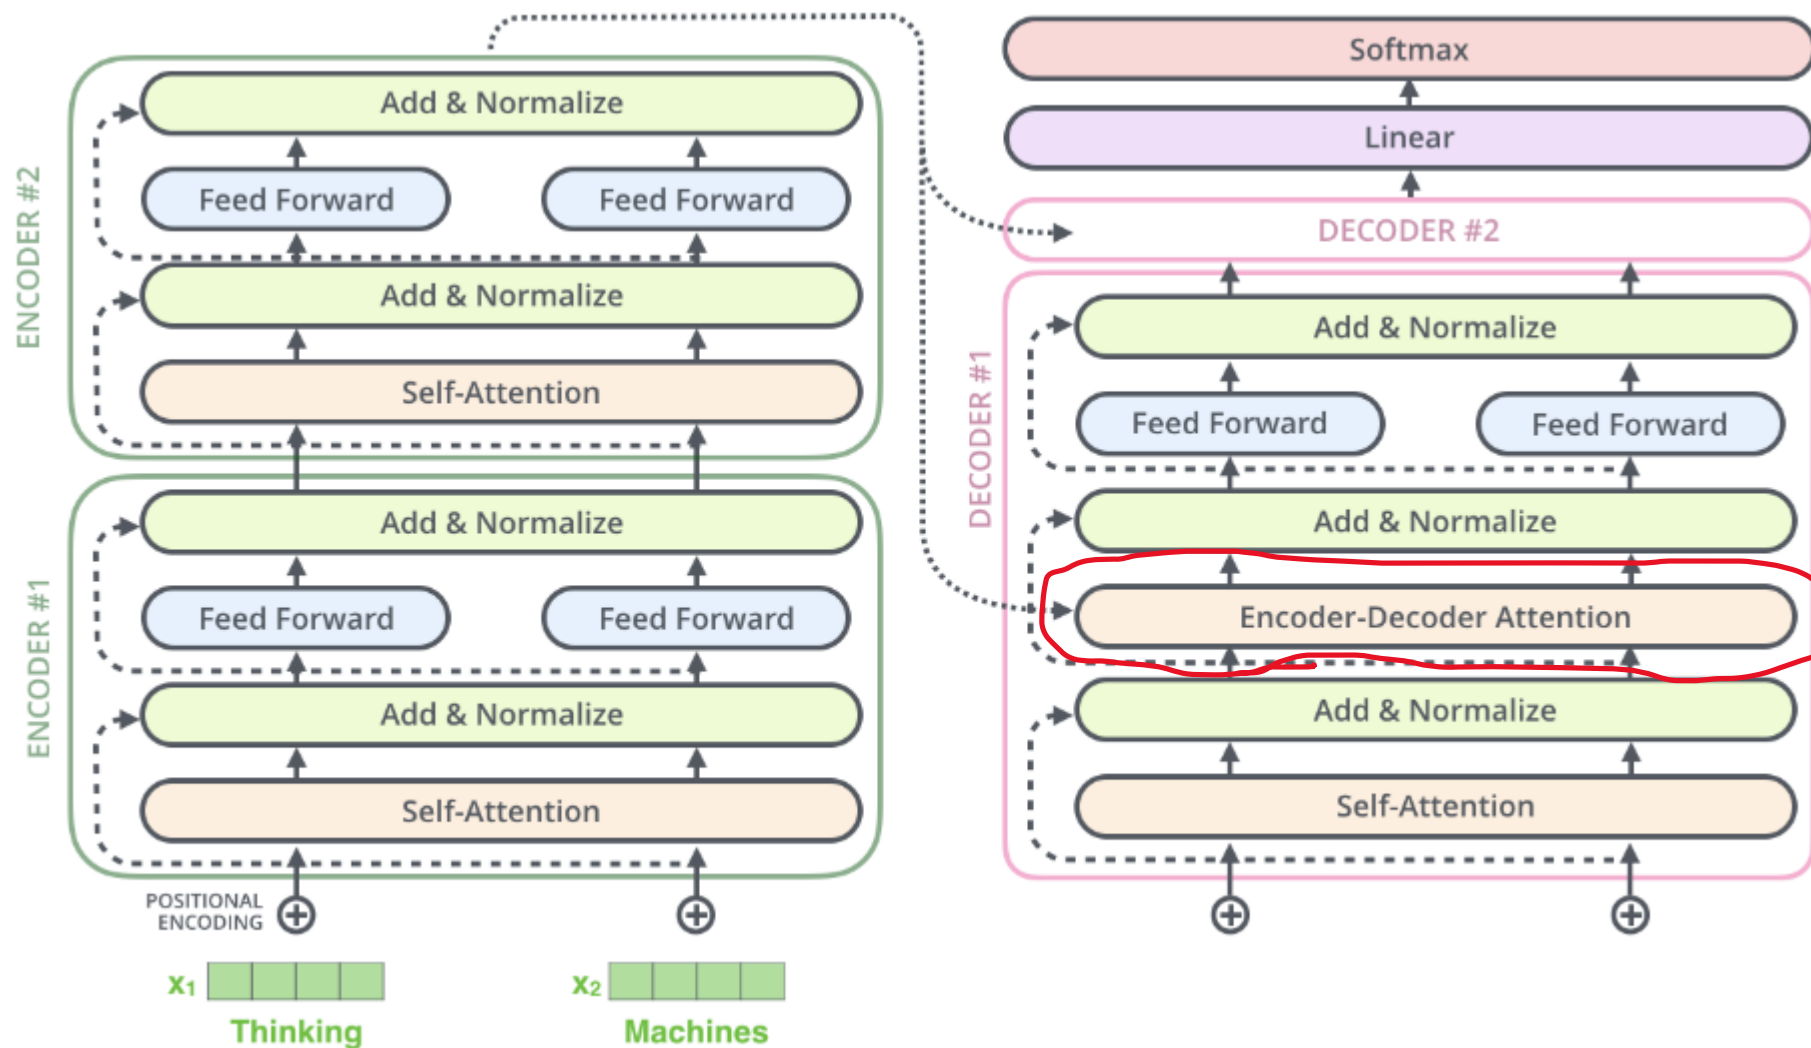 ENCODER #2
Add & Normalize
Feed Forward
Feed Forward
Add & Normalize
Self-Attention
ENCODER #1
Add & Normalize
Feed Forward
Feed Forward
Add & Normalize
Self-Attention
POSITIONAL
ENCODING
x₁
x₂
Thinking
Machines
Softmax
Linear
DECODER #2
DECODER #1
Add & Normalize
Feed Forward
Feed Forward
Add & Normalize
Encoder-Decoder Attention
Add & Normalize
Self-Attention